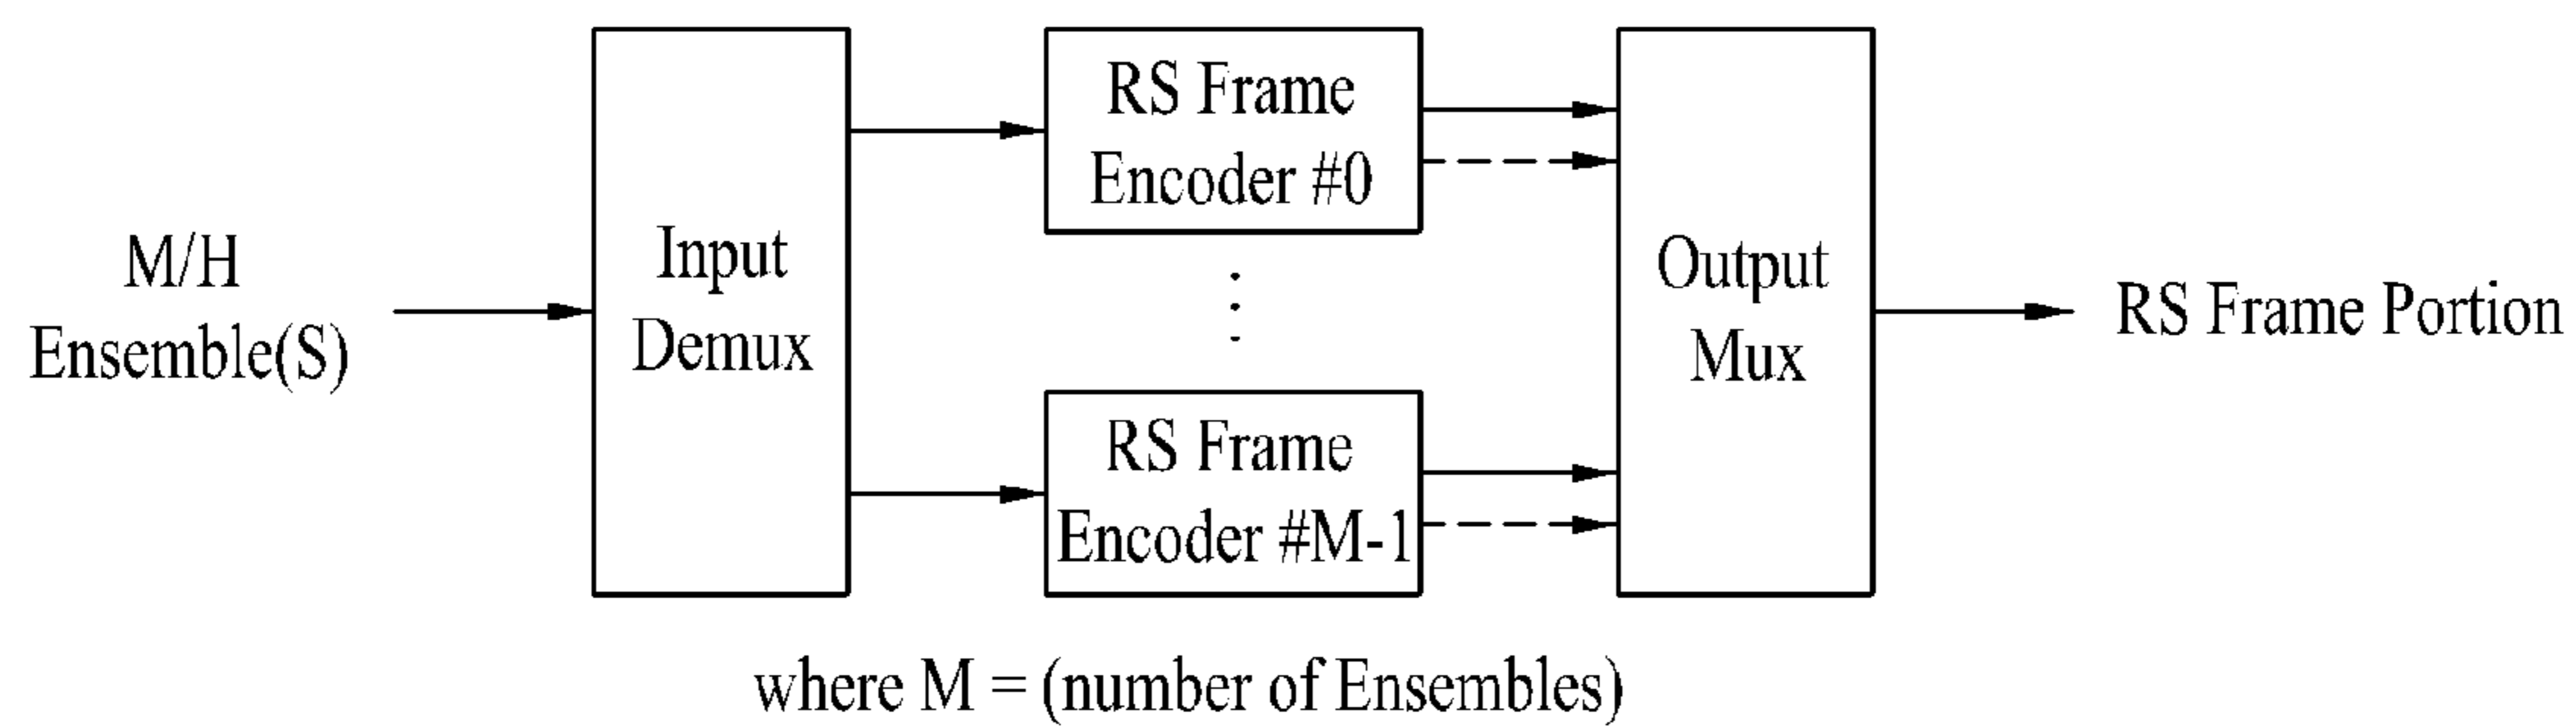 M/H
Ensemble(S)
Input
Demux
RS Frame
Encoder #0
RS Frame
Encoder #M-1
Output
Mux
RS Frame Portion
where M = (number of Ensembles)